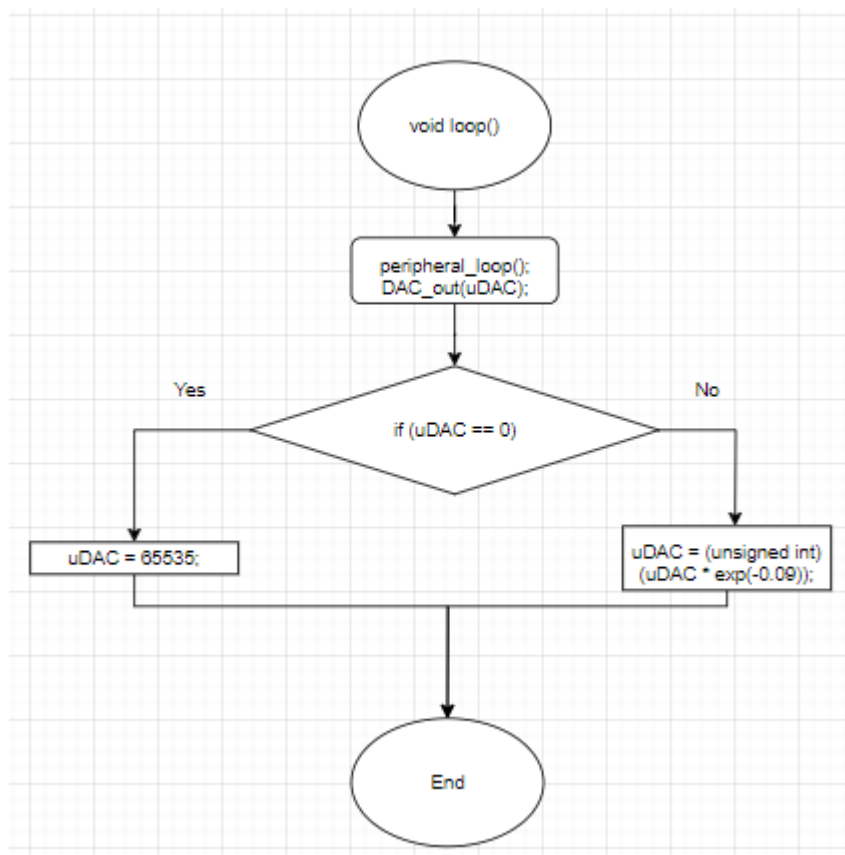 void loop()
peripheral_loop();
DAC_out(uDAC);
Yes
No
if (uDAC == 0)
uDAC = 65535;
uDAC = (unsigned int)
(uDAC * exp(-0.09));
End